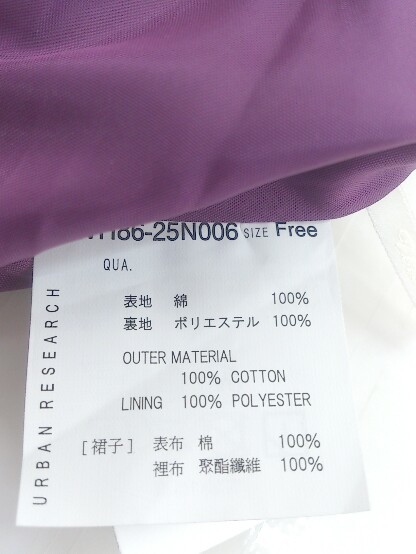 86-25N006 SIZE Free
QUA.
表地 綿 100%
裏地 ポリエステル 100%
OUTER MATERIAL
100% COTTON
LINING 100% POLYESTER
[裙子] 表布 棉 100%
裡布 聚酯纖維 100%
URBAN RESEARCH